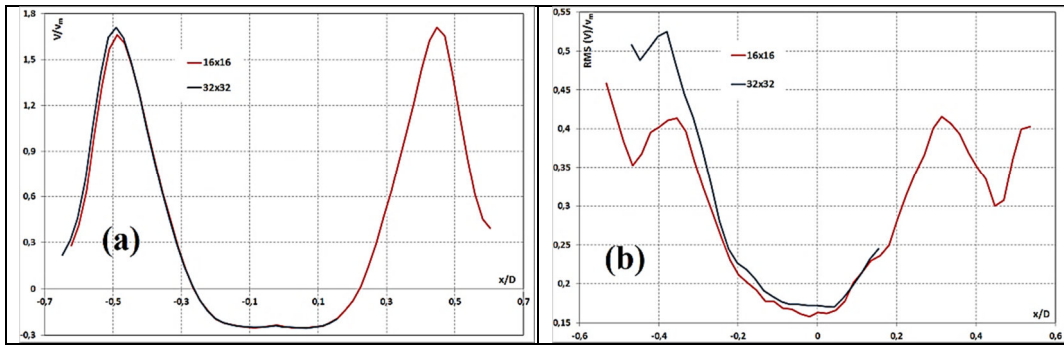 1,8
V/vm
1,5
16x16
32x32
1,2
0,9
0,6
0,3
(a)
0
x/D
-0,7 -0,5 -0,3 -0,1 0,1 0,3 0,5 0,7
-0,3
0,55
RMS (V)/vm
0,5
16x16
32x32
0,45
0,4
0,35
0,3
0,25
(b)
0,2
x/D
0,15
-0,6 -0,4 -0,2 0 0,2 0,4 0,6